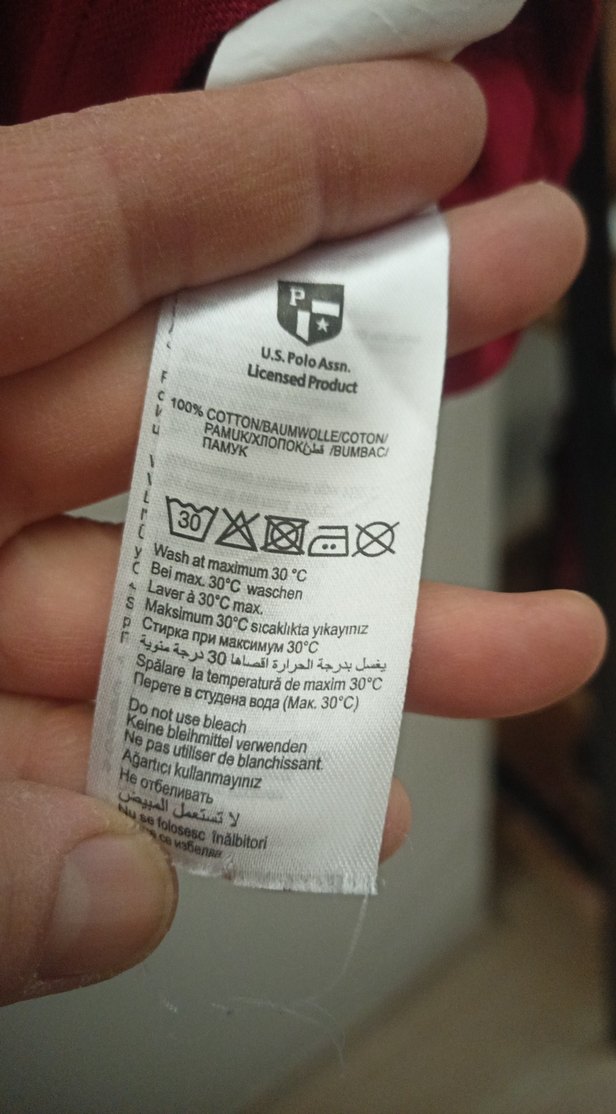 P
U.S. Polo Assn.
Licensed Product
100% COTTON/BAUMWOLLE/COTON/
PAMUK/ХЛОПОК/قطن /BUMBAC/
ПАМУК
30
Wash at maximum 30 °C
Bei max. 30°C waschen
Laver à 30°C max.
Maksimum 30°C sıcaklıkta yıkayınız
Стирка при максимум 30°C
يغسل بدرجة الحرارة اقصاها 30 درجة مئوية
Spălare la temperatură de maxim 30°C
Перете в студена вода (Мак. 30°C)
Do not use bleach
Keine bleihmittel verwenden
Ne pas utiliser de blanchissant.
Ağartıcı kullanmayınız
Не отбеливать
لا تستعمل المبيض
Nu se folosesc înălbitori
се избелва